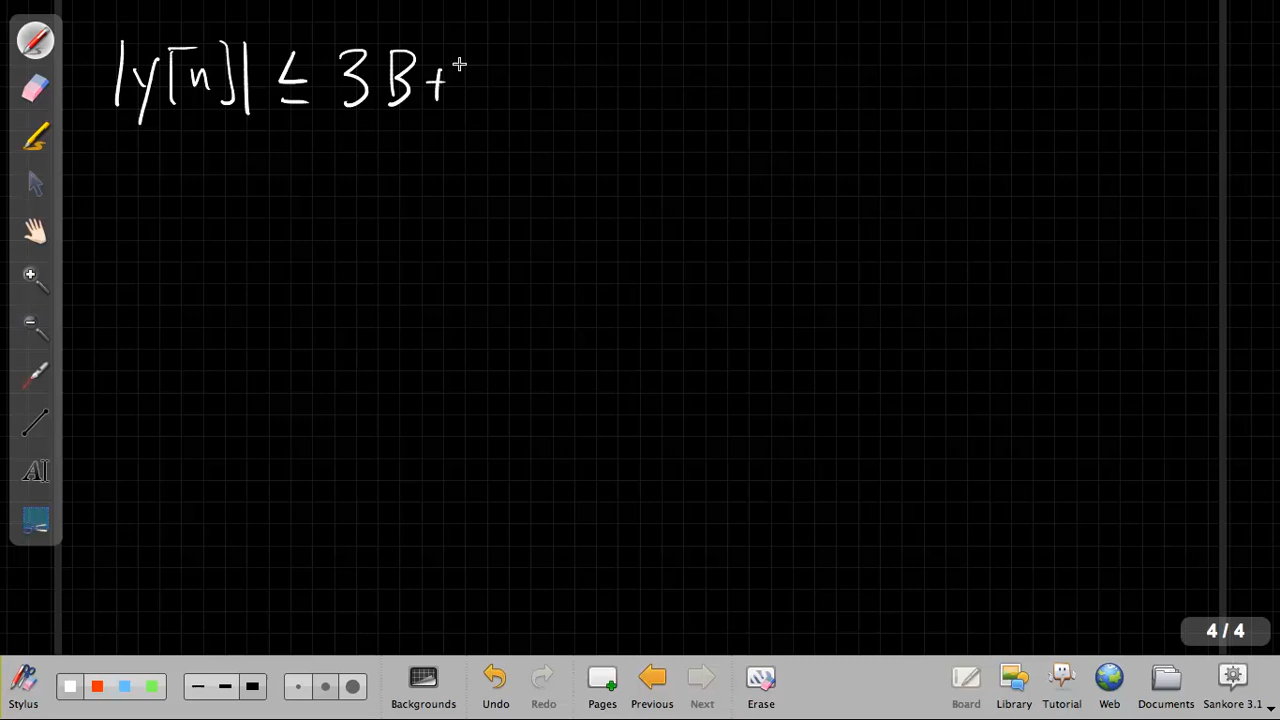 |y[n]| ≤ 3B+
AI
4 / 4
Stylus
Backgrounds
Undo
Redo
Pages
Previous
Next
Erase
Board
Library
Tutorial
Web
Documents
Sankore 3.1